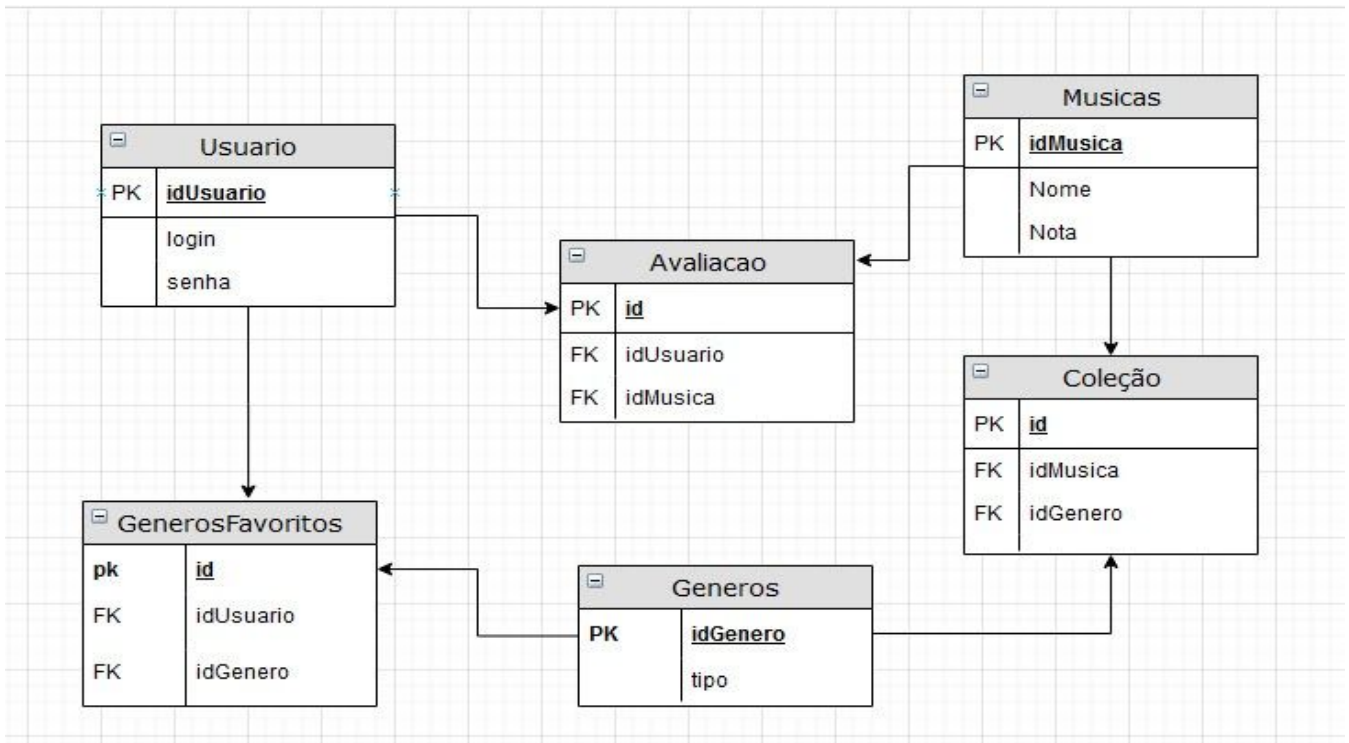 Usuario
PK idUsuario
login
senha
Musicas
PK idMusica
Nome
Nota
Avaliacao
PK id
FK idUsuario
FK idMusica
Coleção
PK id
FK idMusica
FK idGenero
GenerosFavoritos
pk id
FK idUsuario
FK idGenero
Generos
PK idGenero
tipo